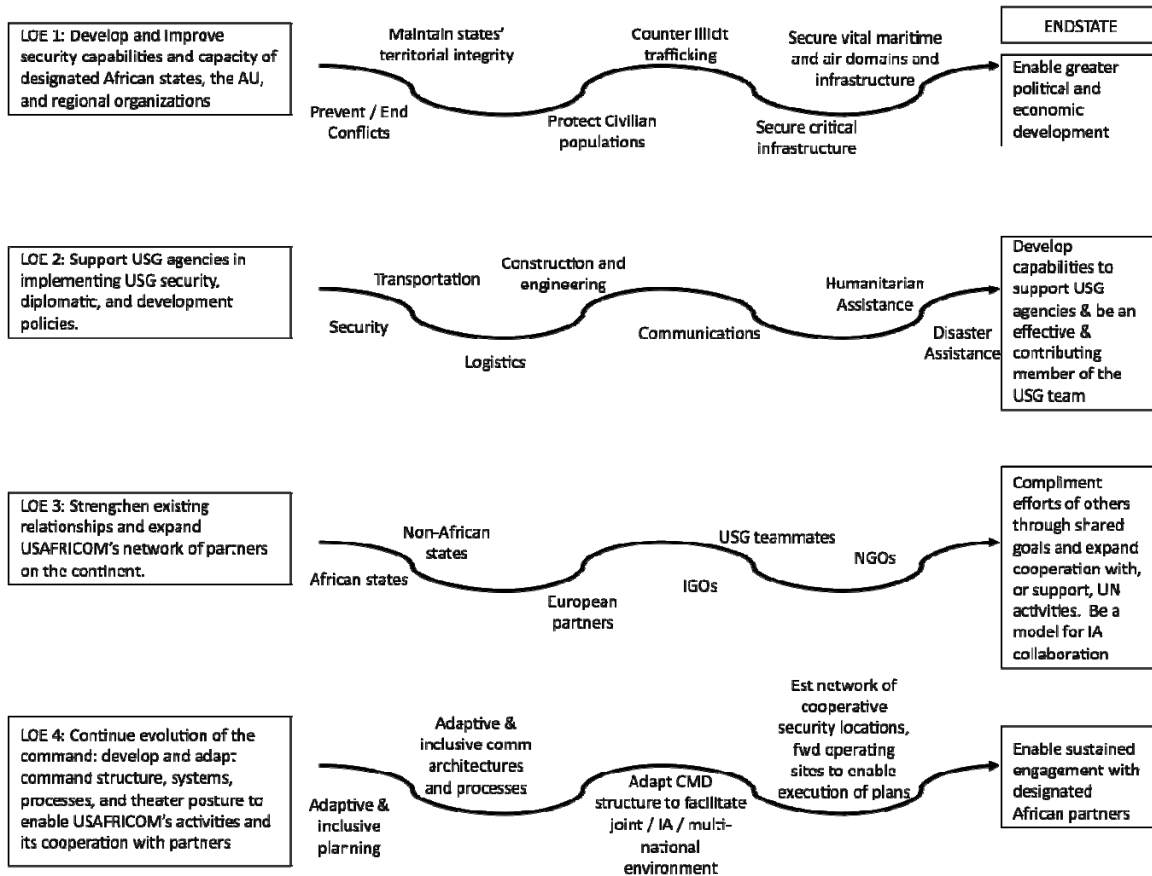 LOE 1: Develop and Improve
security capabilities and capacity of
designated African states, the AU,
and regional organizations
Maintain states'
territorial integrity
Counter Illicit
trafficking
Secure vital maritime
and air domains and
infrastructure
Prevent / End
Conflicts
Protect Civilian
populations
Secure critical
infrastructure
ENDSTATE
Enable greater
political and
economic
development
LOE 2: Support USG agencies in
implementing USG security,
diplomatic, and development
policies.
Transportation
Construction and
engineering
Humanitarian
Assistance
Security
Logistics
Communications
Disaster
Assistance
Develop
capabilities to
support USG
agencies & be an
effective &
contributing
member of the
USG team
LOE 3: Strengthen existing
relationships and expand
USAFRICOM's network of partners
on the continent.
Non-African
states
USG teammates
NGOs
African states
European
partners
IGOs
Compliment
efforts of others
through shared
goals and expand
cooperation with,
or support, UN
activities. Be a
model for IA
collaboration
LOE 4: Continue evolution of the
command: develop and adapt
command structure, systems,
processes, and theater posture to
enable USAFRICOM's activities and
its cooperation with partners
Adaptive &
inclusive comm
architectures
and processes
Est network of
cooperative
security locations,
fwd operating
sites to enable
execution of plans
Adaptive &
inclusive
planning
Adapt CMD
structure to facilitate
joint / IA / multi-
national
environment
Enable sustained
engagement with
designated
African partners